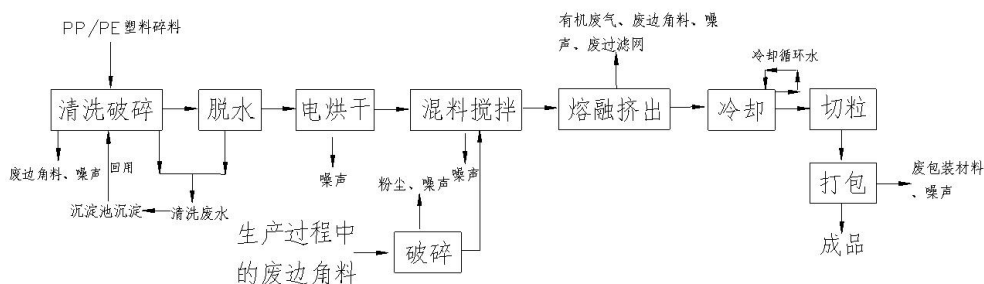 PP/PE塑料碎料
有机废气、废边角料、噪
声、废过滤网
冷却循环水
清洗破碎
脱水
电烘干
混料搅拌
熔融挤出
冷却
切粒
废边角料、噪声
回用
噪声
粉尘、噪声
噪声
打包
废包装材料
、噪声
沉淀池沉淀
清洗废水
生产过程中
的废边角料
破碎
成品